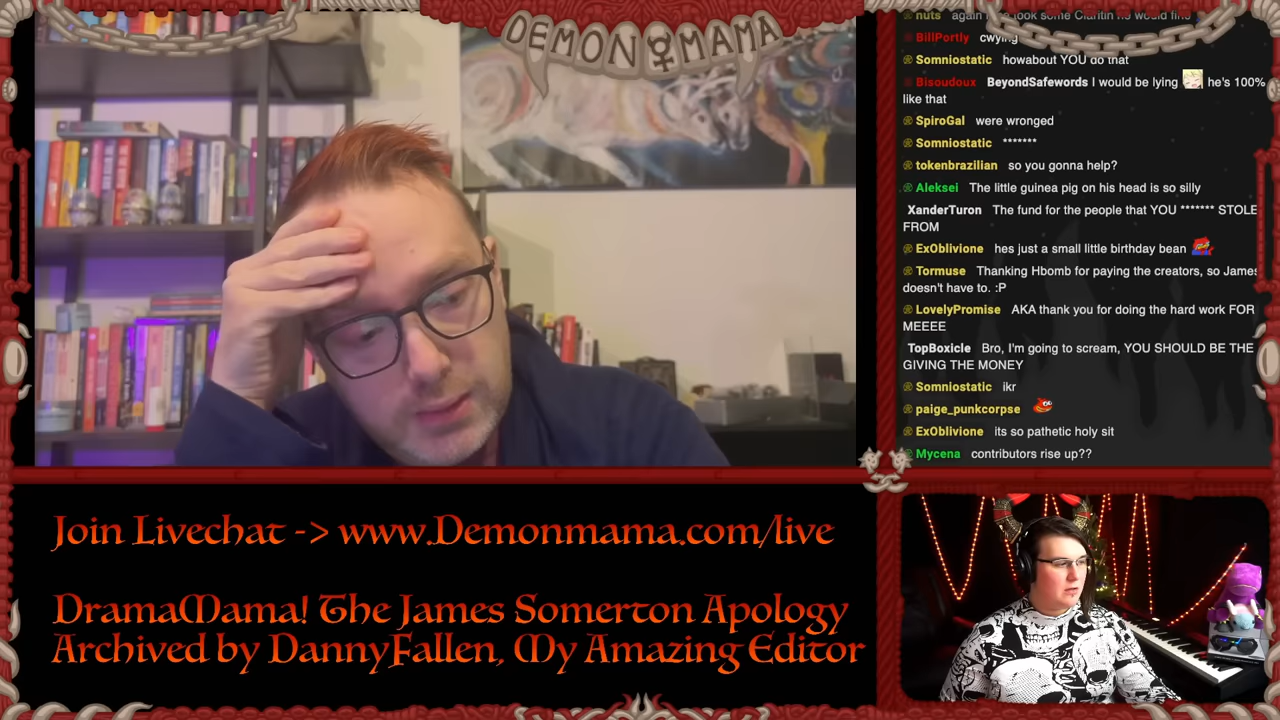 DEMON MAMA
nuts again
BillPortly cwying
Somniostatic howabout YOU do that
Bisoudoux BeyondSafewords I would be lying he's 100%
like that
SpiroGal were wronged
Somniostatic *******
tokenbrazilian so you gonna help?
Aleksei The little guinea pig on his head is so silly
XanderTuron The fund for the people that YOU ******* STOLE
FROM
ExOblivione hes just a small little birthday bean
Tormuse Thanking Hbomb for paying the creators, so James
doesn't have to. :P
LovelyPromise AKA thank you for doing the hard work FOR
MEEEE
TopBoxicle Bro, I'm going to scream, YOU SHOULD BE THE
GIVING THE MONEY
Somniostatic ikr
paige_punkcorpse
ExOblivione its so pathetic holy sit
Mycena contributors rise up??
Join Livechat -> www.Demonmama.com/live
DramaMama! The James Somerton Apology
Archived by DannyFallen, My Amazing Editor